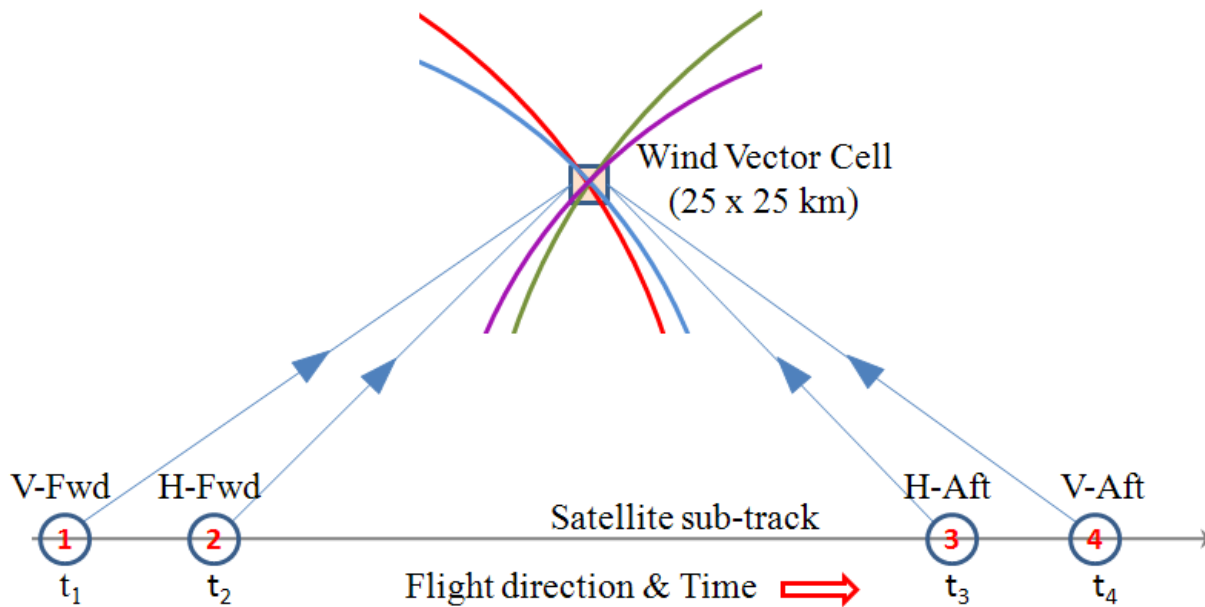 Wind Vector Cell
(25 x 25 km)
V-Fwd
H-Fwd
H-Aft
V-Aft
1
2
3
4
Satellite sub-track
t₁
t₂
Flight direction & Time
t₃
t₄